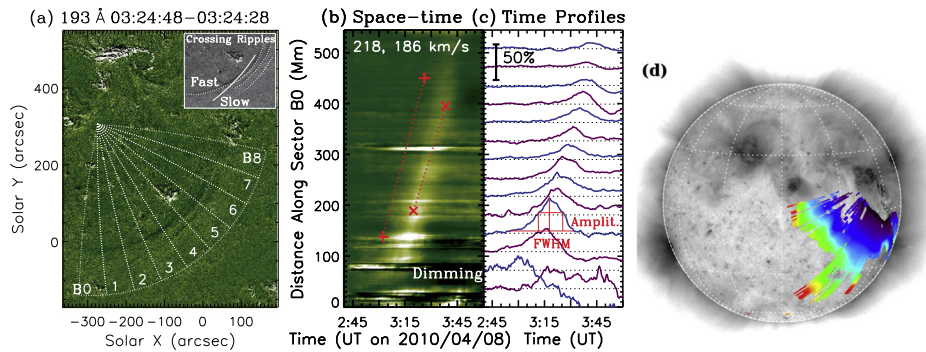 (a) 193 Å 03:24:48−03:24:28
Crossing Ripples
Fast
Slow
B8
7
6
5
4
3
2
1
B0
400
200
0
Solar Y (arcsec)
−300 −200 −100 0 100
Solar X (arcsec)
(b) Space-time
218, 186 km/s
Dimming
500
400
300
200
100
0
Distance Along Sector B0 (Mm)
2:45 3:15 3:45
Time (UT on 2010/04/08)
(c) Time Profiles
50%
Amplit.
FWHM
2:45 3:15 3:45
Time (UT)
(d)